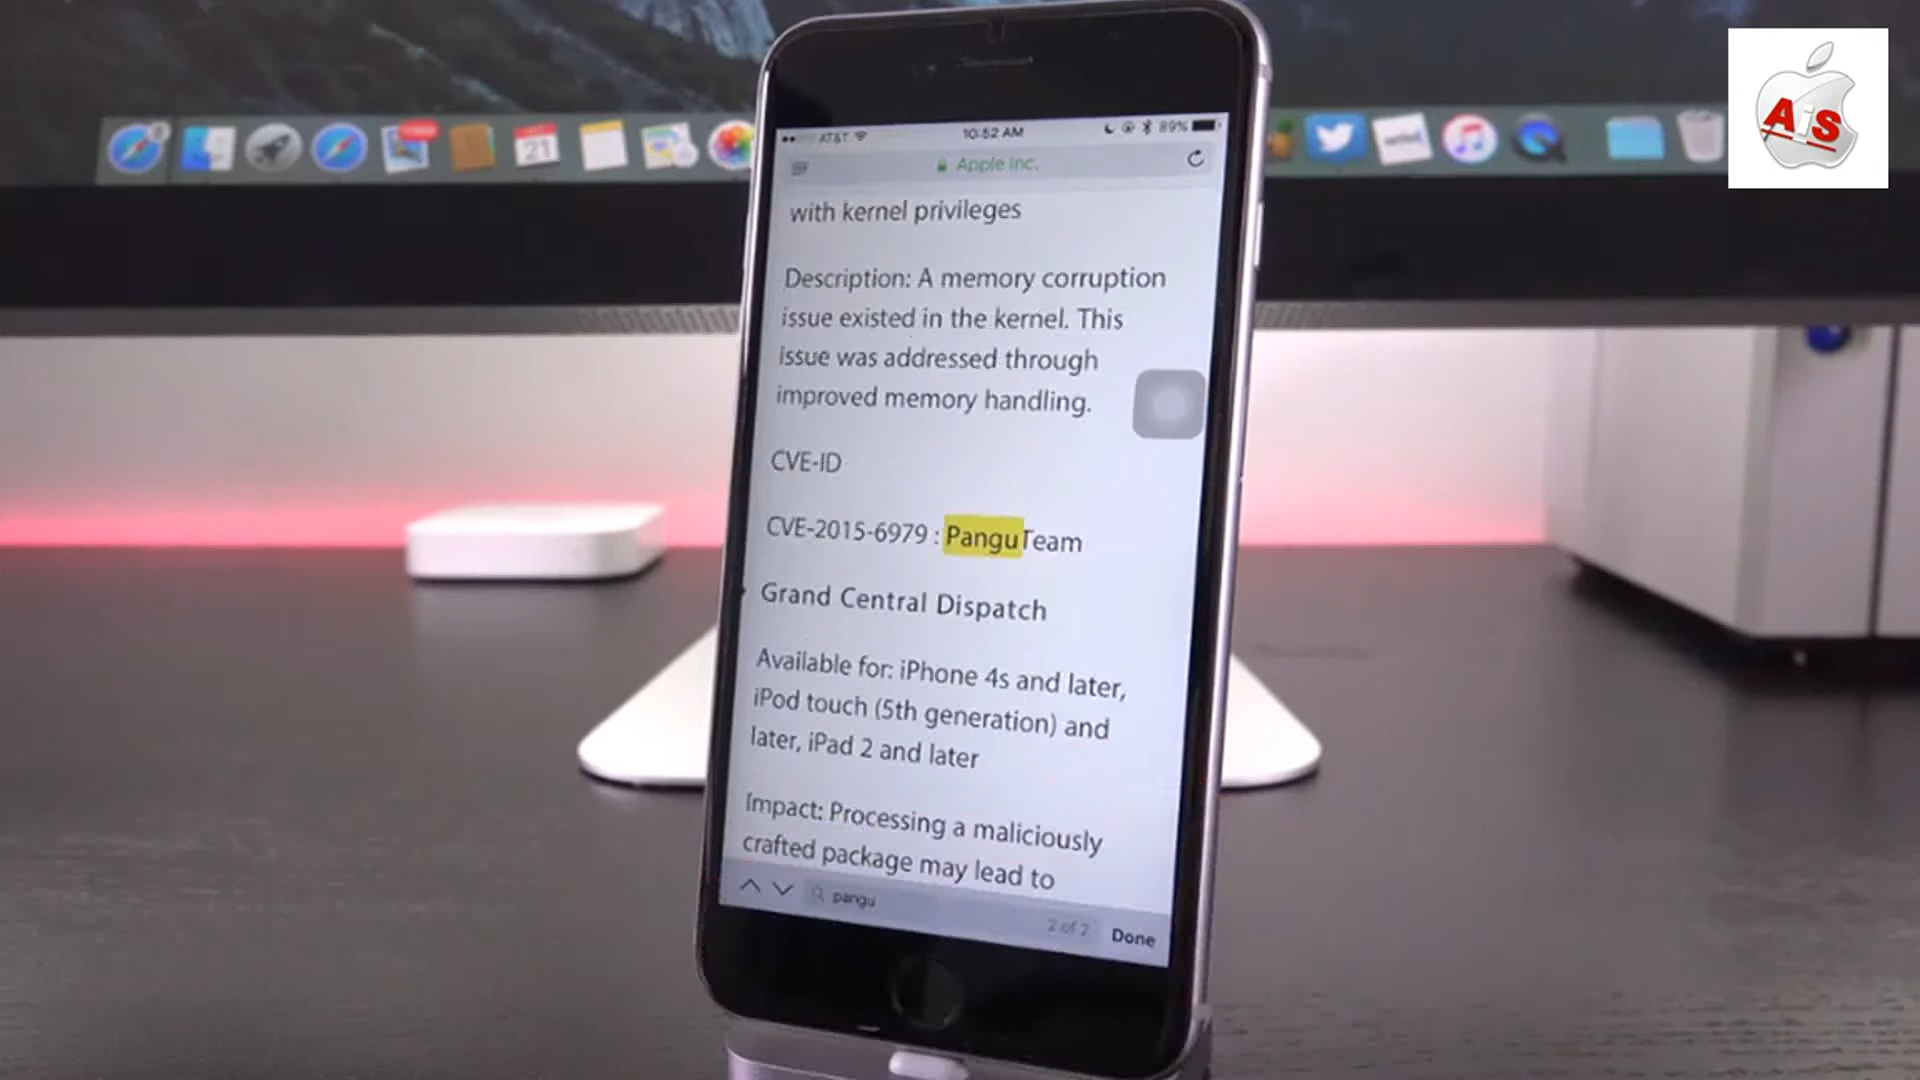 AiS
21
AT&T
10:52 AM
89%
Apple Inc.
with kernel privileges
Description: A memory corruption
issue existed in the kernel. This
issue was addressed through
improved memory handling.
CVE-ID
CVE-2015-6979 : PanguTeam
Grand Central Dispatch
Available for: iPhone 4s and later,
iPod touch (5th generation) and
later, iPad 2 and later
Impact: Processing a maliciously
crafted package may lead to
pangu
2 of 2
Done